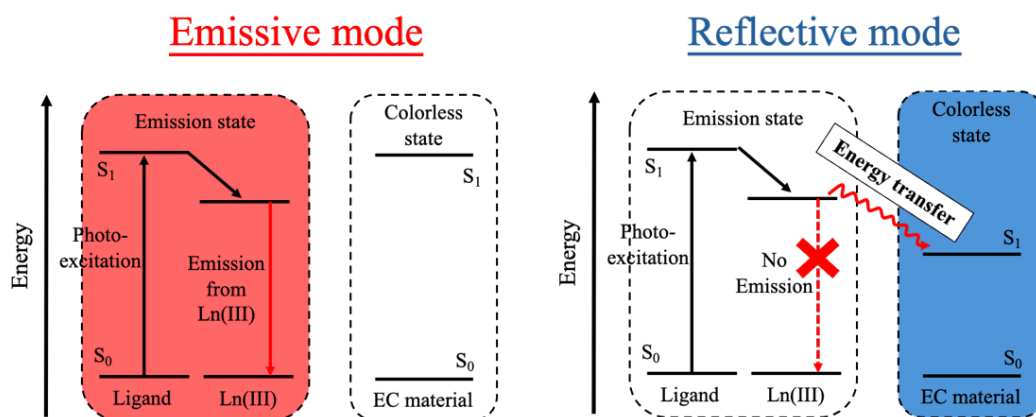 Emissive mode
Energy
Emission state
S1
Photo-
excitation
Emission
from
Ln(III)
S0
Ligand
Ln(III)
Colorless
state
S1
S0
EC material
Reflective mode
Energy
Emission state
S1
Photo-
excitation
No
Emission
S0
Ligand
Ln(III)
Energy transfer
Colorless
state
S1
S0
EC material